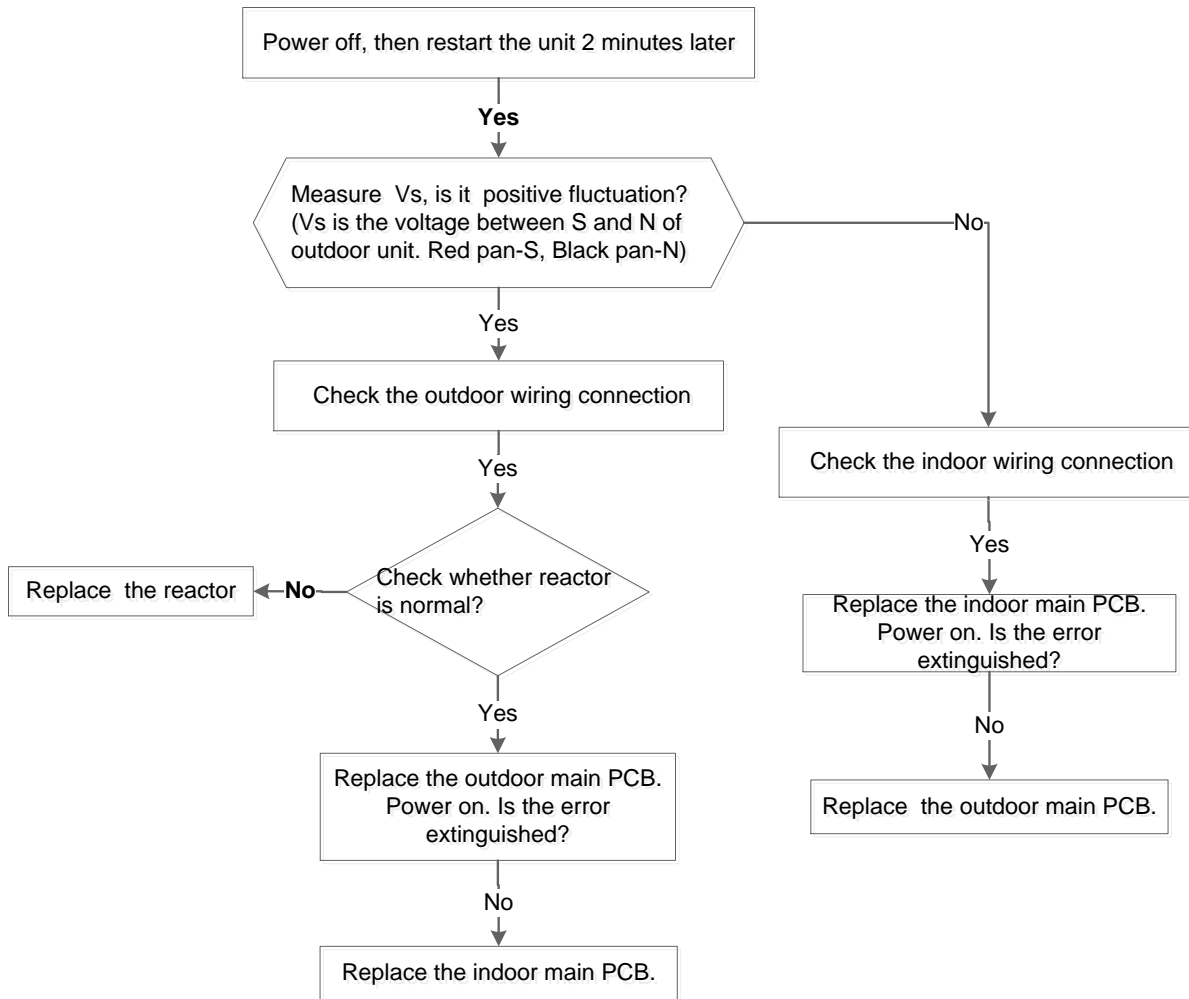 Power off, then restart the unit 2 minutes later
Yes
Measure Vs, is it positive fluctuation?
(Vs is the voltage between S and N of
outdoor unit. Red pan-S, Black pan-N)
No
Yes
Check the outdoor wiring connection
Check the indoor wiring connection
Yes
Yes
Check whether reactor
is normal?
No
Replace the reactor
Replace the indoor main PCB.
Power on. Is the error
extinguished?
Yes
No
Replace the outdoor main PCB.
Power on. Is the error
extinguished?
Replace the outdoor main PCB.
No
Replace the indoor main PCB.